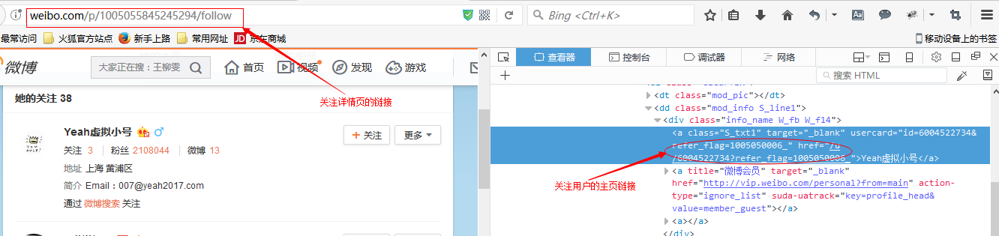 weibo.com/p/1005055845245294/follow
Bing <Ctrl+K>
最常访问 火狐官方站点 新手上路 常用网址 JD 京东商城 移动设备上的书签
微博 大家正在搜：王柳雯 首页 视频 发现 游戏
她的关注 38
关注详情页的链接
Yeah虚拟小号
+ 关注 更多
关注 3 粉丝 2108044 微博 13
地址 上海 黄浦区
简介 Email：007@yeah2017.com
通过 微博搜索 关注
查看器 控制台 调试器 网络
+ 搜索 HTML
<dt class="mod_pic"></dt>
<dd class="mod_info S_line1">
<div class="info_name W_fb W_f14">
<a class="S_txt1" target="_blank" usercard="id=6004522734&
refer_flag=1005050006_" href="/u
/6004522734?refer_flag=1005050006_">Yeah虚拟小号</a>
关注用户的主页链接
<a title="微博会员" target="_blank"
href="http://vip.weibo.com/personal?from=main" action-
type="ignore_list" suda-uatrack="key=profile_head&
value=member_guest"></a>
<a></a>
</div>